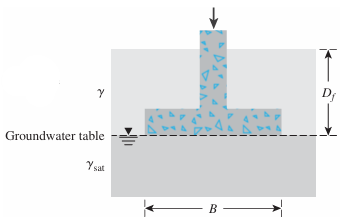 γ
D_f
Groundwater table
γ_sat
B